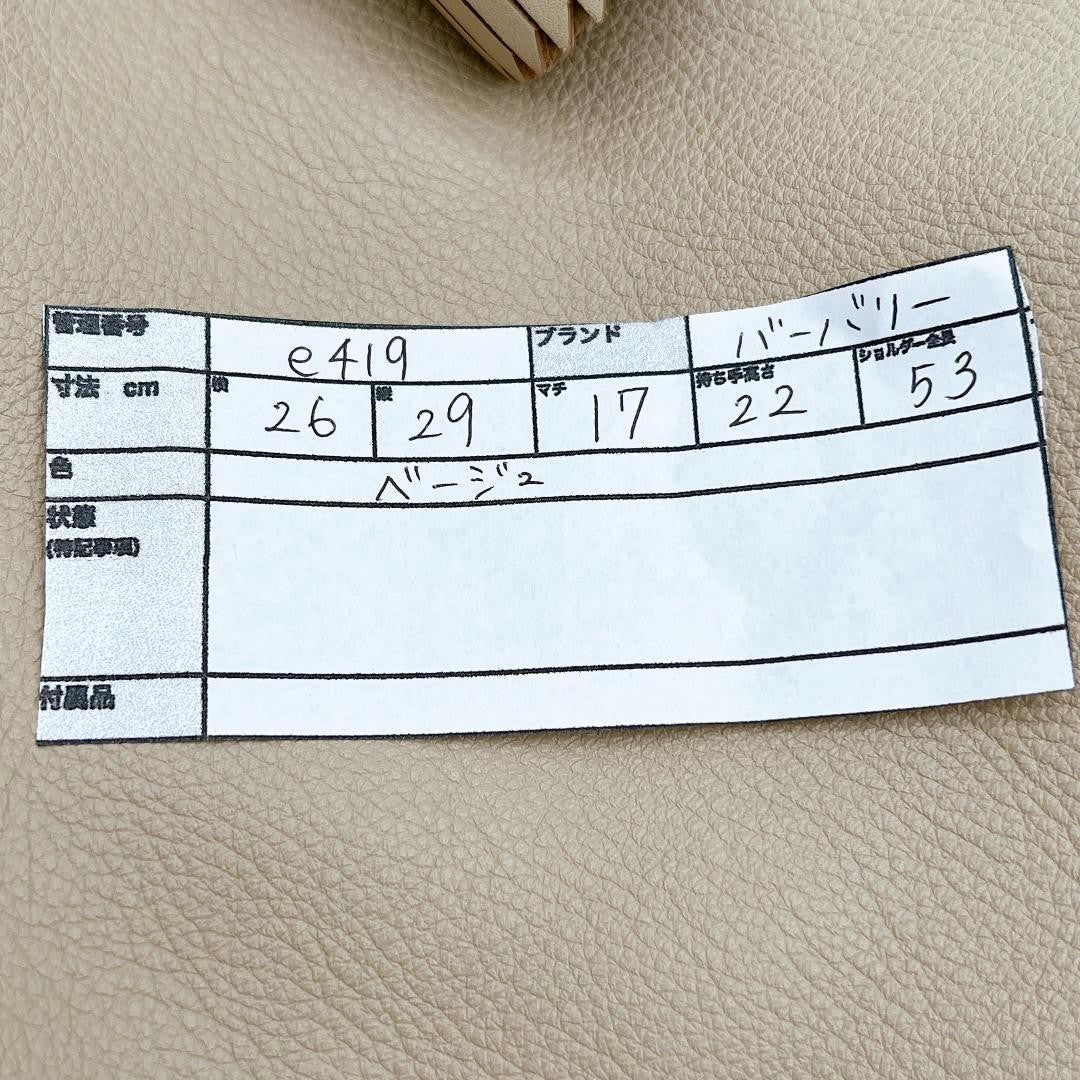 管理番号 e419 ブランド バーバリー
寸法 cm 横 26 縦 29 マチ 17 持ち手高さ 22 ショルダー全長 53
色 ベージュ
状態
(特記事項)
付属品